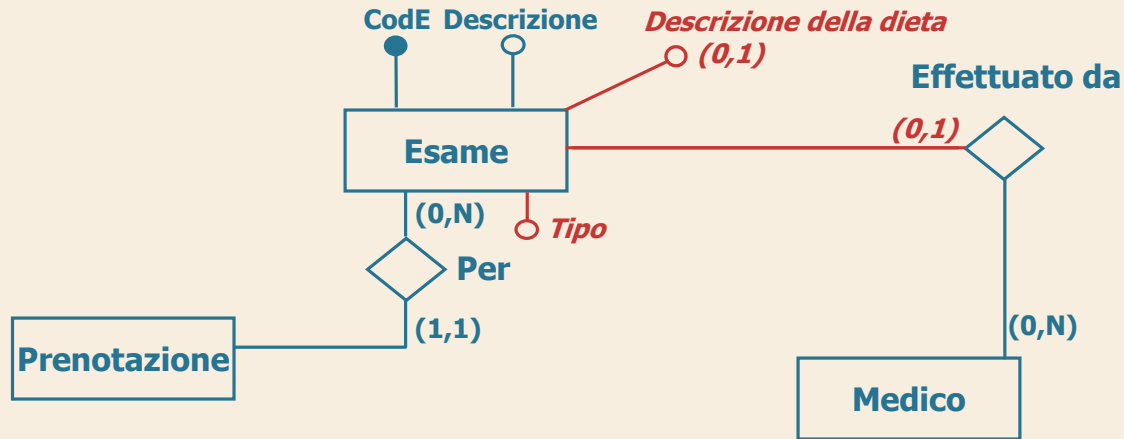 CodE Descrizione
Descrizione della dieta
(0,1)
Effettuato da
(0,1)
Esame
(0,N)
Tipo
Per
(1,1)
(0,N)
Prenotazione
Medico